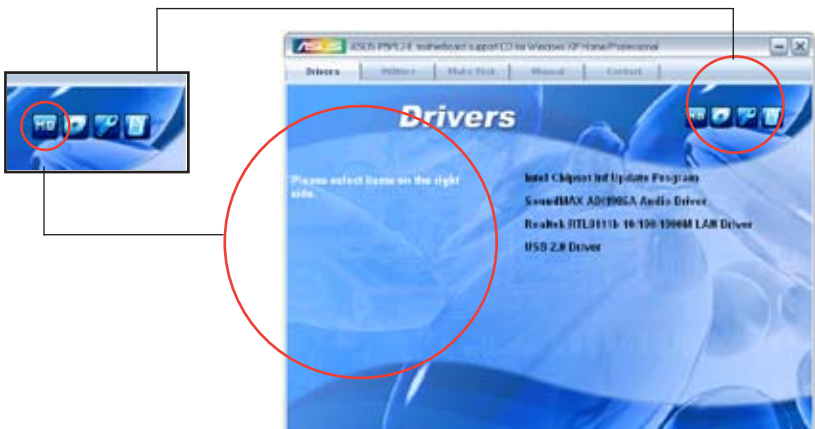 ASUS P5PL2-E motherboard support CD for Windows XP Home/Professional
Drivers Utilities Make Disk Manual Contact
HD
Drivers
Please select items on the right
side.
Intel Chipset Inf Update Program
SoundMAX Audio Driver
Realtek 10/100/1000M LAN Driver
USB 2.0 Driver